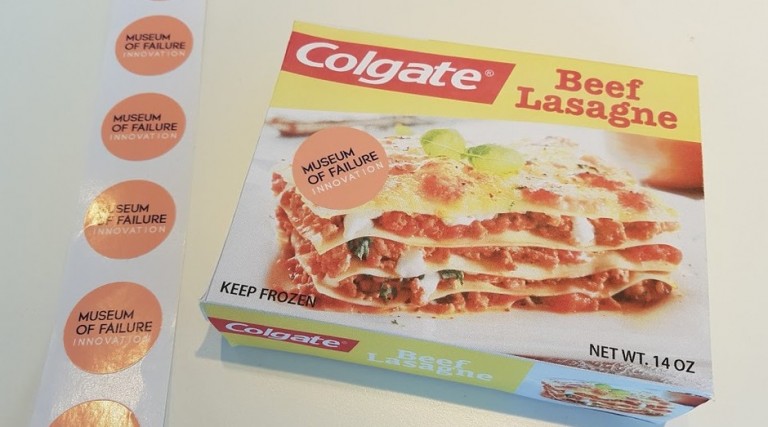 MUSEUM
OF FAILURE
INNOVATION
MUSEUM
OF FAILURE
INNOVATION
MUSEUM
OF FAILURE
INNOVATION
MUSEUM
OF FAILURE
INNOVATION
Colgate®
Beef
Lasagne
MUSEUM
OF FAILURE
INNOVATION
KEEP FROZEN
NET WT. 14 OZ
Colgate®
Beef
Lasagne